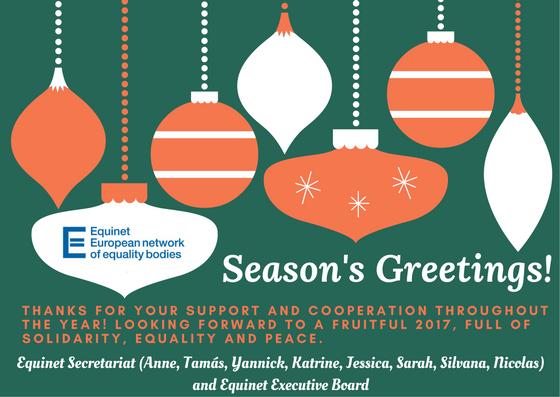 Equinet
European network
of equality bodies
Season's Greetings!
THANKS FOR YOUR SUPPORT AND COOPERATION THROUGHOUT
THE YEAR! LOOKING FORWARD TO A FRUITFUL 2017, FULL OF
SOLIDARITY, EQUALITY AND PEACE.
Equinet Secretariat (Anne, Tamás, Yannick, Katrine, Jessica, Sarah, Silvana, Nicolas)
and Equinet Executive Board